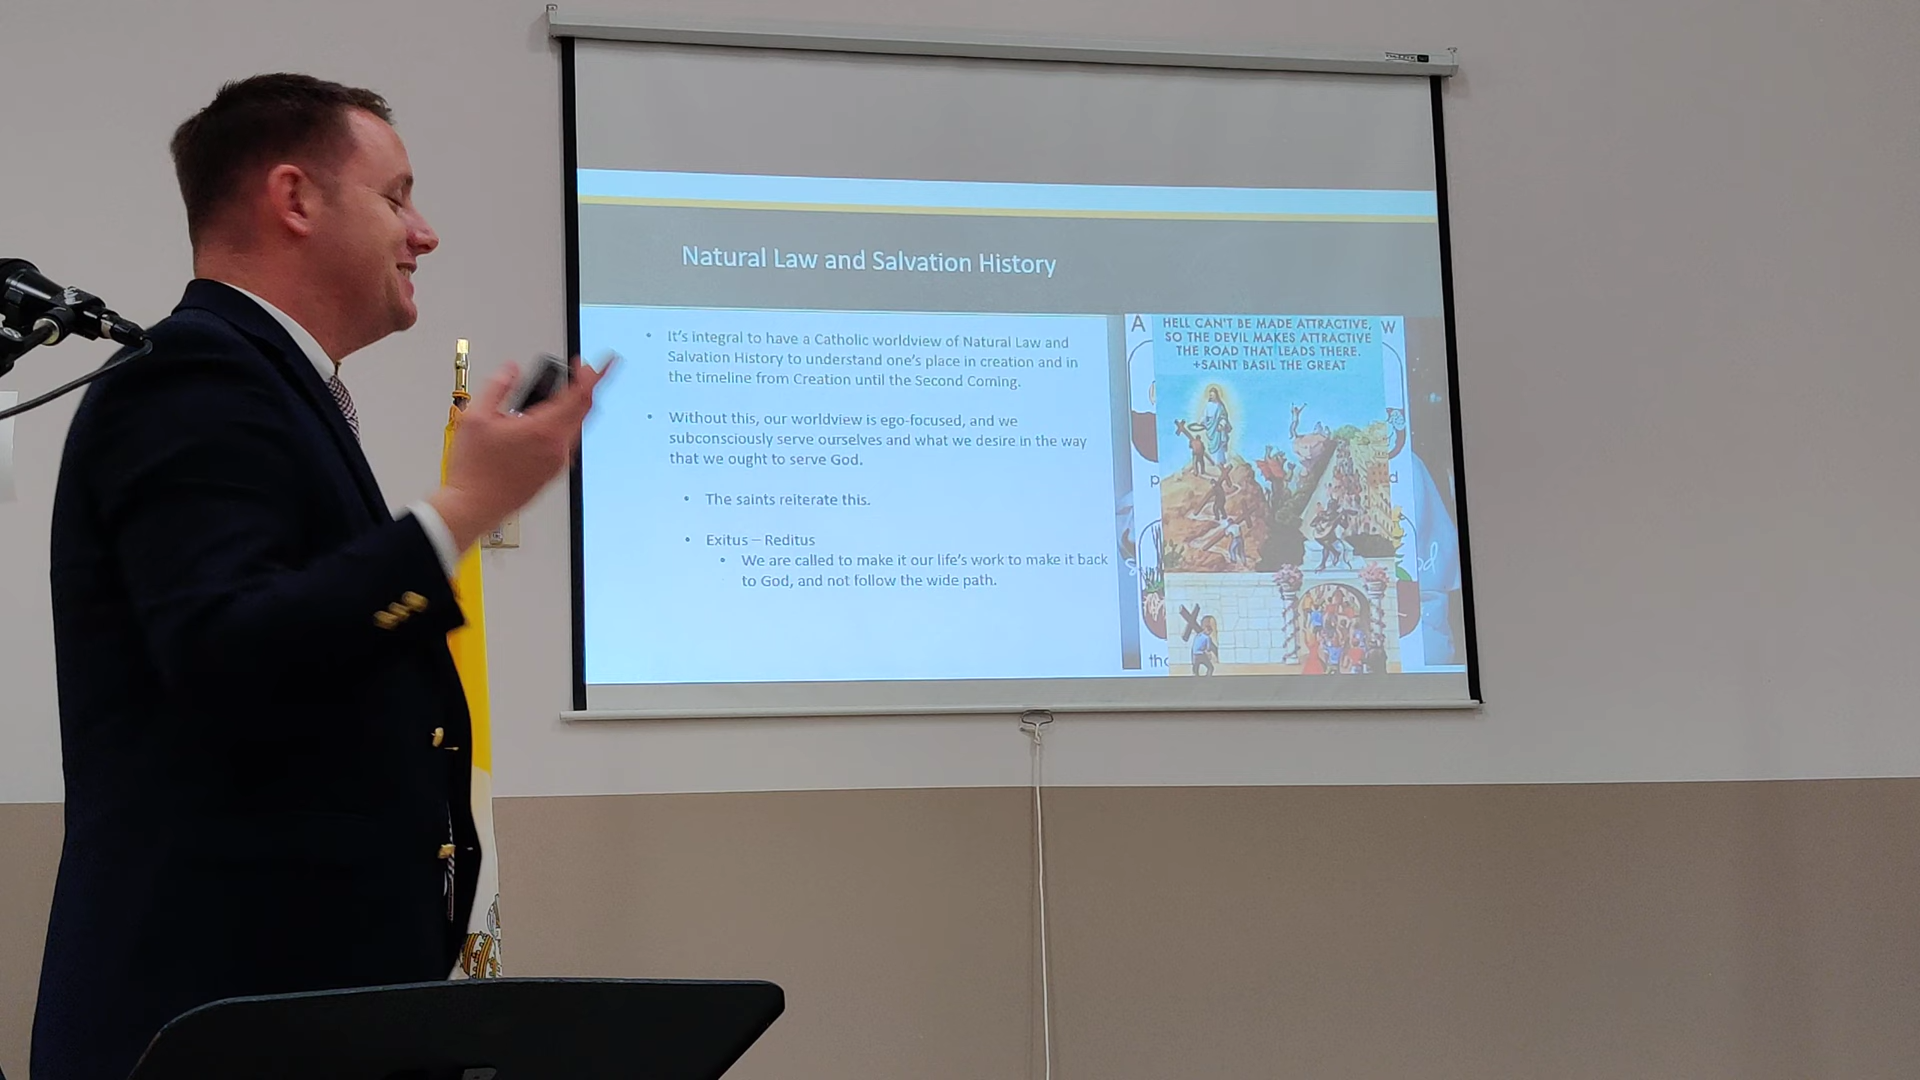 Natural Law and Salvation History
• It's integral to have a Catholic worldview of Natural Law and
Salvation History to understand one's place in creation and in
the timeline from Creation until the Second Coming.
• Without this, our worldview is ego-focused, and we
subconsciously serve ourselves and what we desire in the way
that we ought to serve God.
• The saints reiterate this.
• Exitus – Reditus
• We are called to make it our life's work to make it back
to God, and not follow the wide path.
A
W
HELL CAN'T BE MADE ATTRACTIVE,
SO THE DEVIL MAKES ATTRACTIVE
THE ROAD THAT LEADS THERE.
+SAINT BASIL THE GREAT